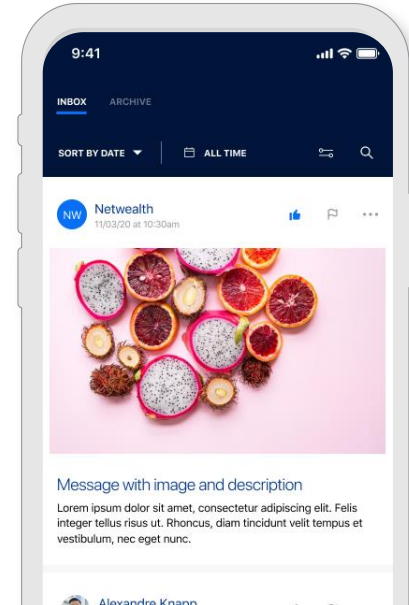 9:41
INBOX ARCHIVE
SORT BY DATE ALL TIME
NW Netwealth
11/03/20 at 10:30am
Message with image and description
Lorem ipsum dolor sit amet, consectetur adipiscing elit. Felis
integer tellus risus ut. Rhoncus, diam tincidunt velit tempus et
vestibulum, nec eget nunc.
Alexandre Knapp